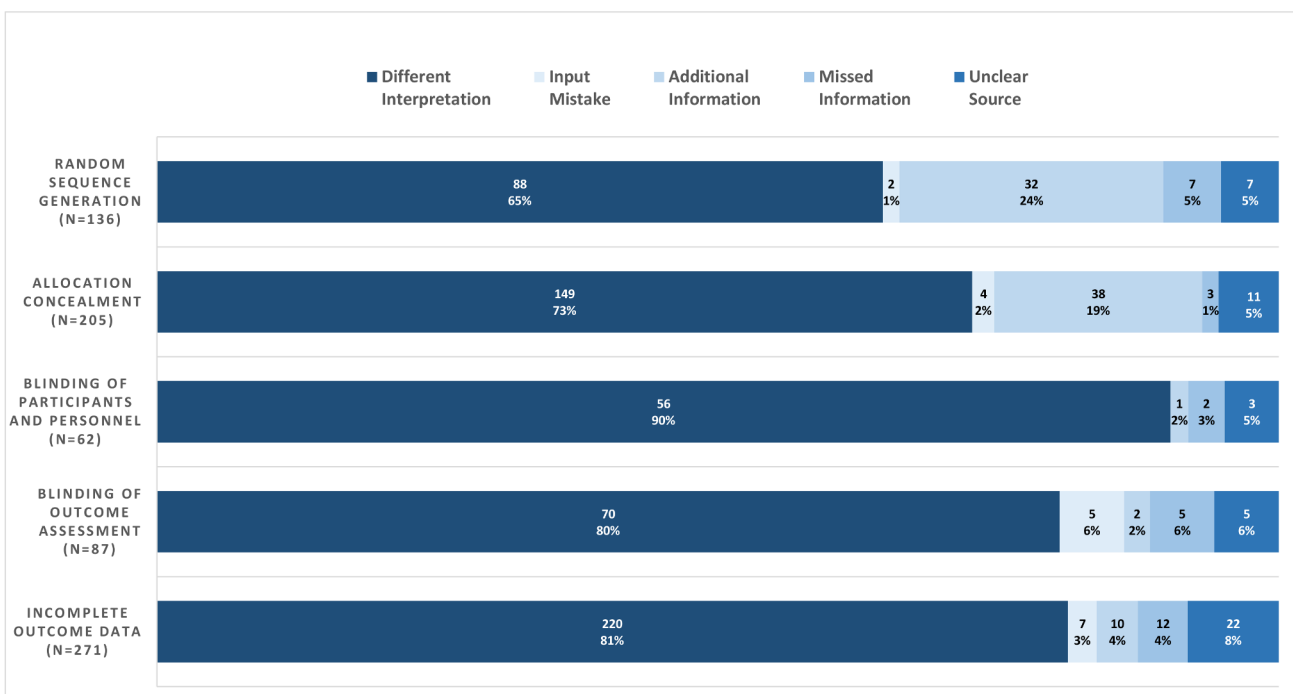 Different
Interpretation
Input
Mistake
Additional
Information
Missed
Information
Unclear
Source
RANDOM
SEQUENCE
GENERATION
(N=136)
88
65%
2
1%
32
24%
7
5%
7
5%
ALLOCATION
CONCEALMENT
(N=205)
149
73%
4
2%
38
19%
3
1%
11
5%
BLINDING OF
PARTICIPANTS
AND PERSONNEL
(N=62)
56
90%
1
2%
2
3%
3
5%
BLINDING OF
OUTCOME
ASSESSMENT
(N=87)
70
80%
5
6%
2
2%
5
6%
5
6%
INCOMPLETE
OUTCOME DATA
(N=271)
220
81%
7
3%
10
4%
12
4%
22
8%